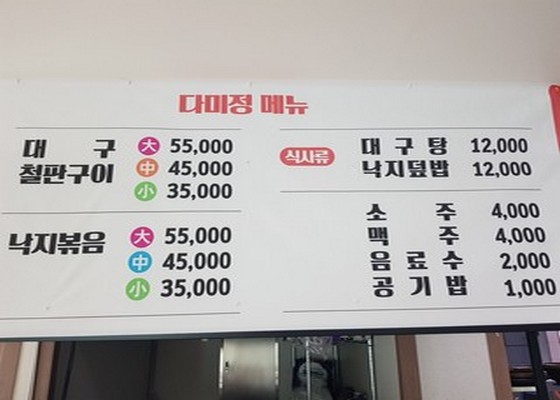 다미정 메뉴
대구 大 55,000
철판구이 中 45,000
小 35,000
낙지볶음 大 55,000
中 45,000
小 35,000
식사류
대구탕 12,000
낙지덮밥 12,000
소주 4,000
맥주 4,000
음료수 2,000
공기밥 1,000